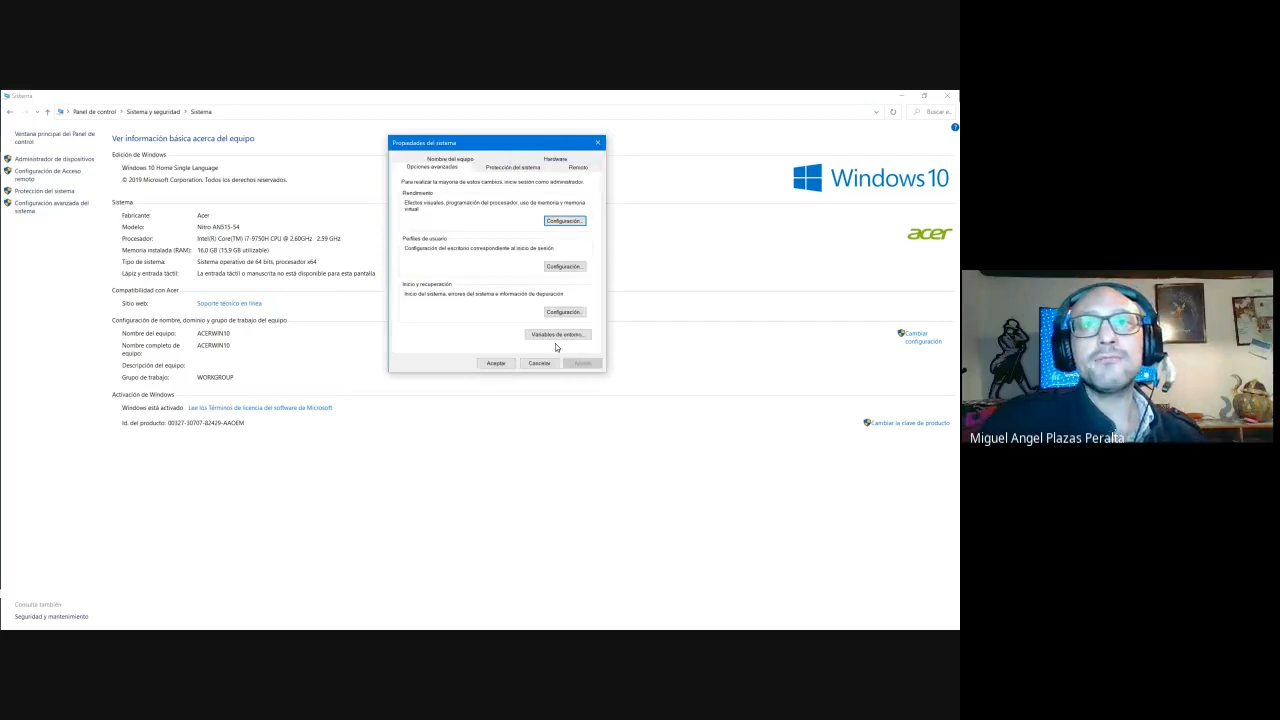 Sistema
Panel de control > Sistema y seguridad > Sistema
Buscar e...
Ventana principal del Panel de
control
Administrador de dispositivos
Configuración de Acceso
remoto
Protección del sistema
Configuración avanzada del
sistema
Consulta también
Seguridad y mantenimiento
Ver información básica acerca del equipo
Edición de Windows
Windows 10 Home Single Language
© 2019 Microsoft Corporation. Todos los derechos reservados.
Windows 10
Sistema
Fabricante: Acer
Modelo: Nitro AN515-54
Procesador: Intel(R) Core(TM) i7-9750H CPU @ 2.60GHz 2.59 GHz
Memoria instalada (RAM): 16,0 GB (15,9 GB utilizable)
Tipo de sistema: Sistema operativo de 64 bits, procesador x64
Lápiz y entrada táctil: La entrada táctil o manuscrita no está disponible para esta pantalla
acer
Compatibilidad con Acer
Sitio web: Soporte técnico en línea
Configuración de nombre, dominio y grupo de trabajo del equipo
Nombre del equipo: ACERWIN10
Nombre completo de ACERWIN10
equipo:
Descripción del equipo:
Grupo de trabajo: WORKGROUP
Cambiar
configuración
Activación de Windows
Windows está activado Lee los Términos de licencia del software de Microsoft
Id. del producto: 00327-30707-82429-AAOEM
Cambiar la clave de producto
Propiedades del sistema
Nombre del equipo Hardware
Opciones avanzadas Protección del sistema Remoto
Para realizar la mayoría de estos cambios, inicie sesión como administrador.
Rendimiento
Efectos visuales, programación del procesador, uso de memoria y memoria
virtual
Configuración...
Perfiles de usuario
Configuración del escritorio correspondiente al inicio de sesión
Configuración...
Inicio y recuperación
Inicio del sistema, errores del sistema e información de depuración
Configuración...
Variables de entorno...
Aceptar Cancelar Aplicar
Miguel Angel Plazas Peralta